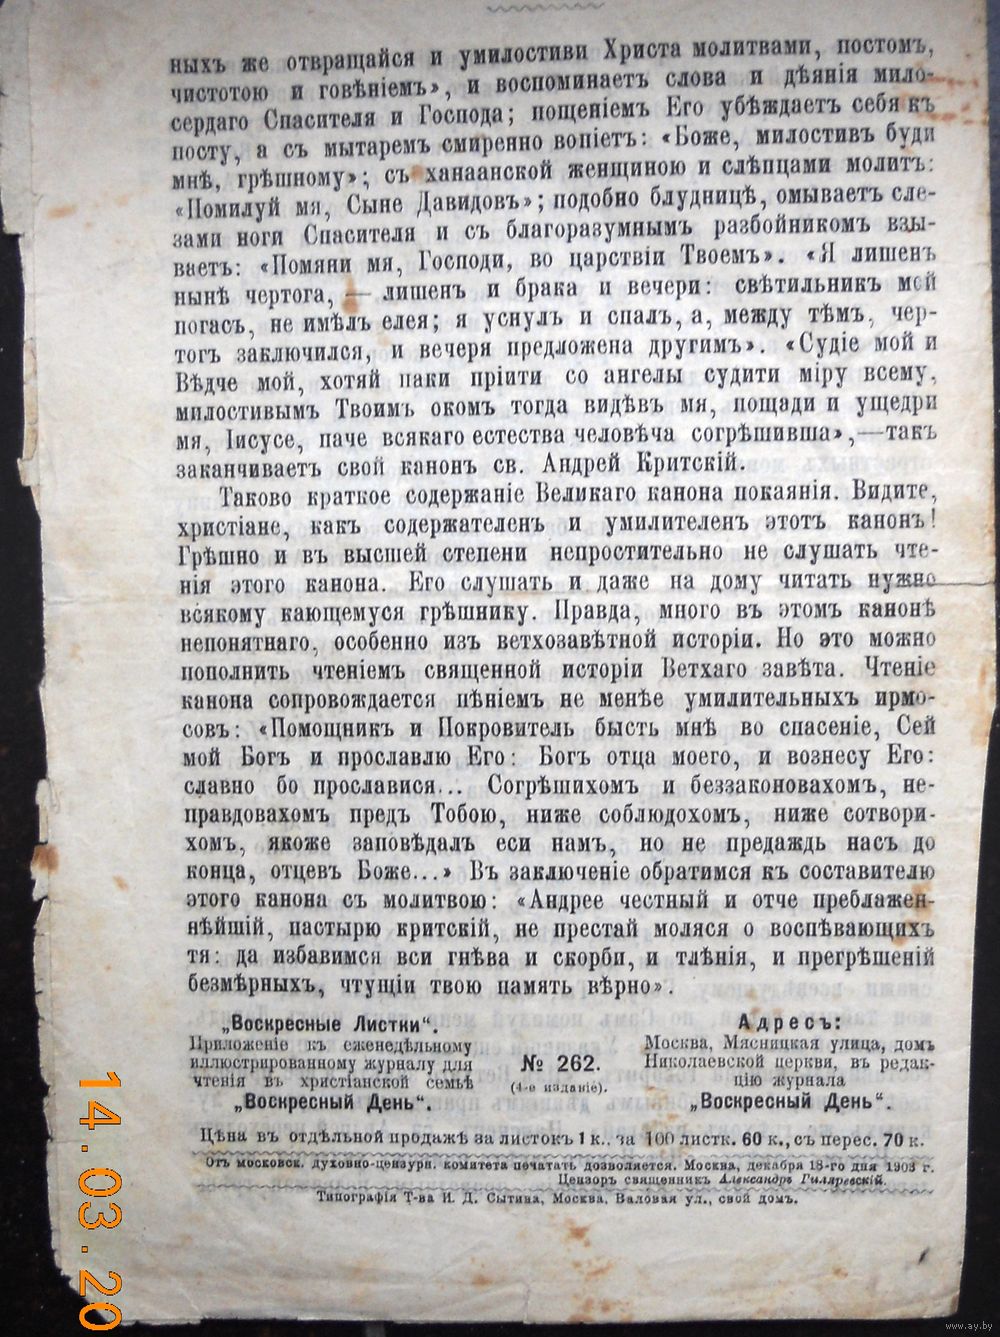 ныхъ же отвращайся и умилостиви Христа молитвами, постомъ,
чистотою и говѣніемъ», и воспоминаетъ слова и дѣянія мило-
сердаго Спасителя и Господа; пощеніемъ Его убѣждаетъ себя къ
посту, а съ мытаремъ смиренно вопіетъ: «Боже, милостивъ буди
мнѣ, грѣшному»; съ ханаанской женщиною и слѣпцами молитъ:
«Помилуй мя, Сыне Давидовъ»; подобно блудницѣ, омываетъ сле-
зами ноги Спасителя и съ благоразумнымъ разбойникомъ взы-
ваетъ: «Помяни мя, Господи, во царствіи Твоемъ». «Я лишенъ
нынѣ чертога, — лишенъ и брака и вечери: свѣтильникъ мой
погасъ, не имѣлъ елея; я уснулъ и спалъ, а, между тѣмъ, чер-
тогъ заключился, и вечеря предложена другимъ». «Судіе мой и
Вѣдче мой, хотяй паки пріити со ангелы судити міру всему,
милостивымъ Твоимъ окомъ тогда видѣвъ мя, пощади и ущедри
мя, Іисусе, паче всякаго естества человѣча согрѣшивша»,—такъ
заканчиваетъ свой канонъ св. Андрей Критскій.
Таково краткое содержаніе Великаго канона покаянія. Видите,
христіане, какъ содержателенъ и умилителенъ этотъ канонъ!
Грѣшно и въ высшей степени непростительно не слушать чте-
нія этого канона. Его слушать и даже на дому читать нужно
всякому кающемуся грѣшнику. Правда, много въ этомъ канонѣ
непонятнаго, особенно изъ ветхозавѣтной исторіи. Но это можно
пополнить чтеніемъ священной исторіи Ветхаго завѣта. Чтеніе
канона сопровождается пѣніемъ не менѣе умилительныхъ ирмо-
совъ: «Помощникъ и Покровитель бысть мнѣ во спасеніе, Сей
мой Богъ и прославлю Его: Богъ отца моего, и вознесу Его:
славно бо прославися... Согрѣшихомъ и беззаконовахомъ, не-
правдовахомъ предъ Тобою, ниже соблюдохомъ, ниже сотвори-
хомъ, якоже заповѣдалъ еси намъ, но не предаждь насъ до
конца, отцевъ Боже...» Въ заключеніе обратимся къ составителю
этого канона съ молитвою: «Андрее честный и отче преблажен-
нѣйшій, пастырю критскій, не престай моляся о воспѣвающихъ
тя: да избавимся вси гнѣва и скорби, и тлѣнія, и прегрѣшеній
безмѣрныхъ, чтущіи твою память вѣрно».
„Воскресные Листки“.
Приложеніе къ еженедѣльному
иллюстрированному журналу для
чтенія въ христіанской семьѣ
„Воскресный День“.
№ 262.
(4-е изданіе).
Адресъ:
Москва, Мясницкая улица, домъ
Николаевской церкви, въ редак-
цію журнала
„Воскресный День“.
Цѣна въ отдѣльной продажѣ за листокъ 1 к., за 100 листк. 60 к., съ перес. 70 к.
Отъ московск. духовно-цензурн. комитета печатать дозволяется. Москва, декабря 18-го дня 1903 г.
Цензоръ священникъ Александръ Гиляревскій.
Типографія Т-ва И. Д. Сытина, Москва, Валовая ул., свой домъ.
14.03.20
www.ay.by